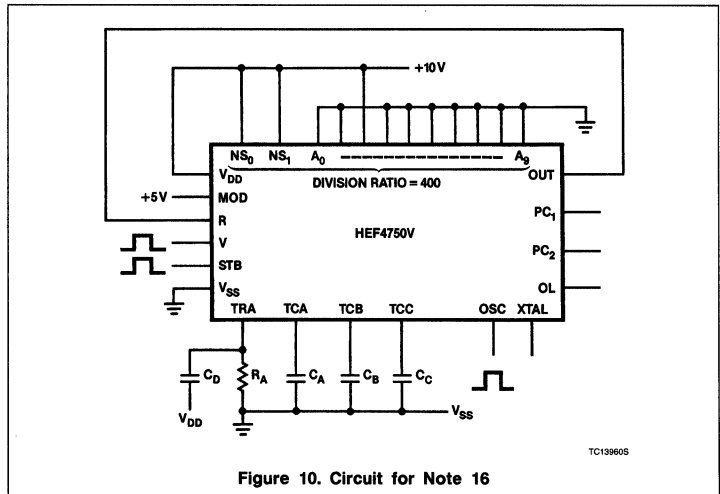 +10V
NS0 NS1 A0 A9
VDD OUT
DIVISION RATIO = 400
+5V MOD
R PC1
HEF4750V
V PC2
STB
OL
VSS
TRA TCA TCB TCC OSC XTAL
CD RA CA CB CC
VDD VSS
TC13960S
Figure 10. Circuit for Note 16